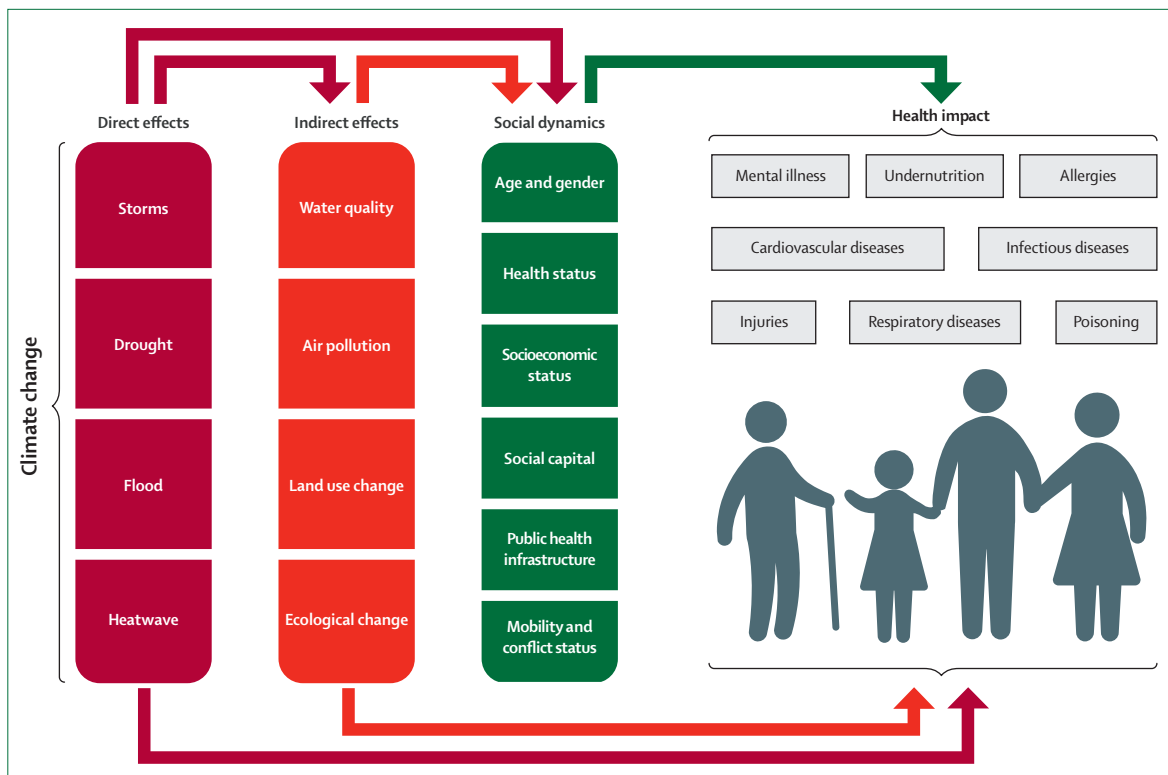 Direct effects
Indirect effects
Social dynamics
Health impact
Climate change
Storms
Drought
Flood
Heatwave
Water quality
Air pollution
Land use change
Ecological change
Age and gender
Health status
Socioeconomic
status
Social capital
Public health
infrastructure
Mobility and
conflict status
Mental illness
Undernutrition
Allergies
Cardiovascular diseases
Infectious diseases
Injuries
Respiratory diseases
Poisoning